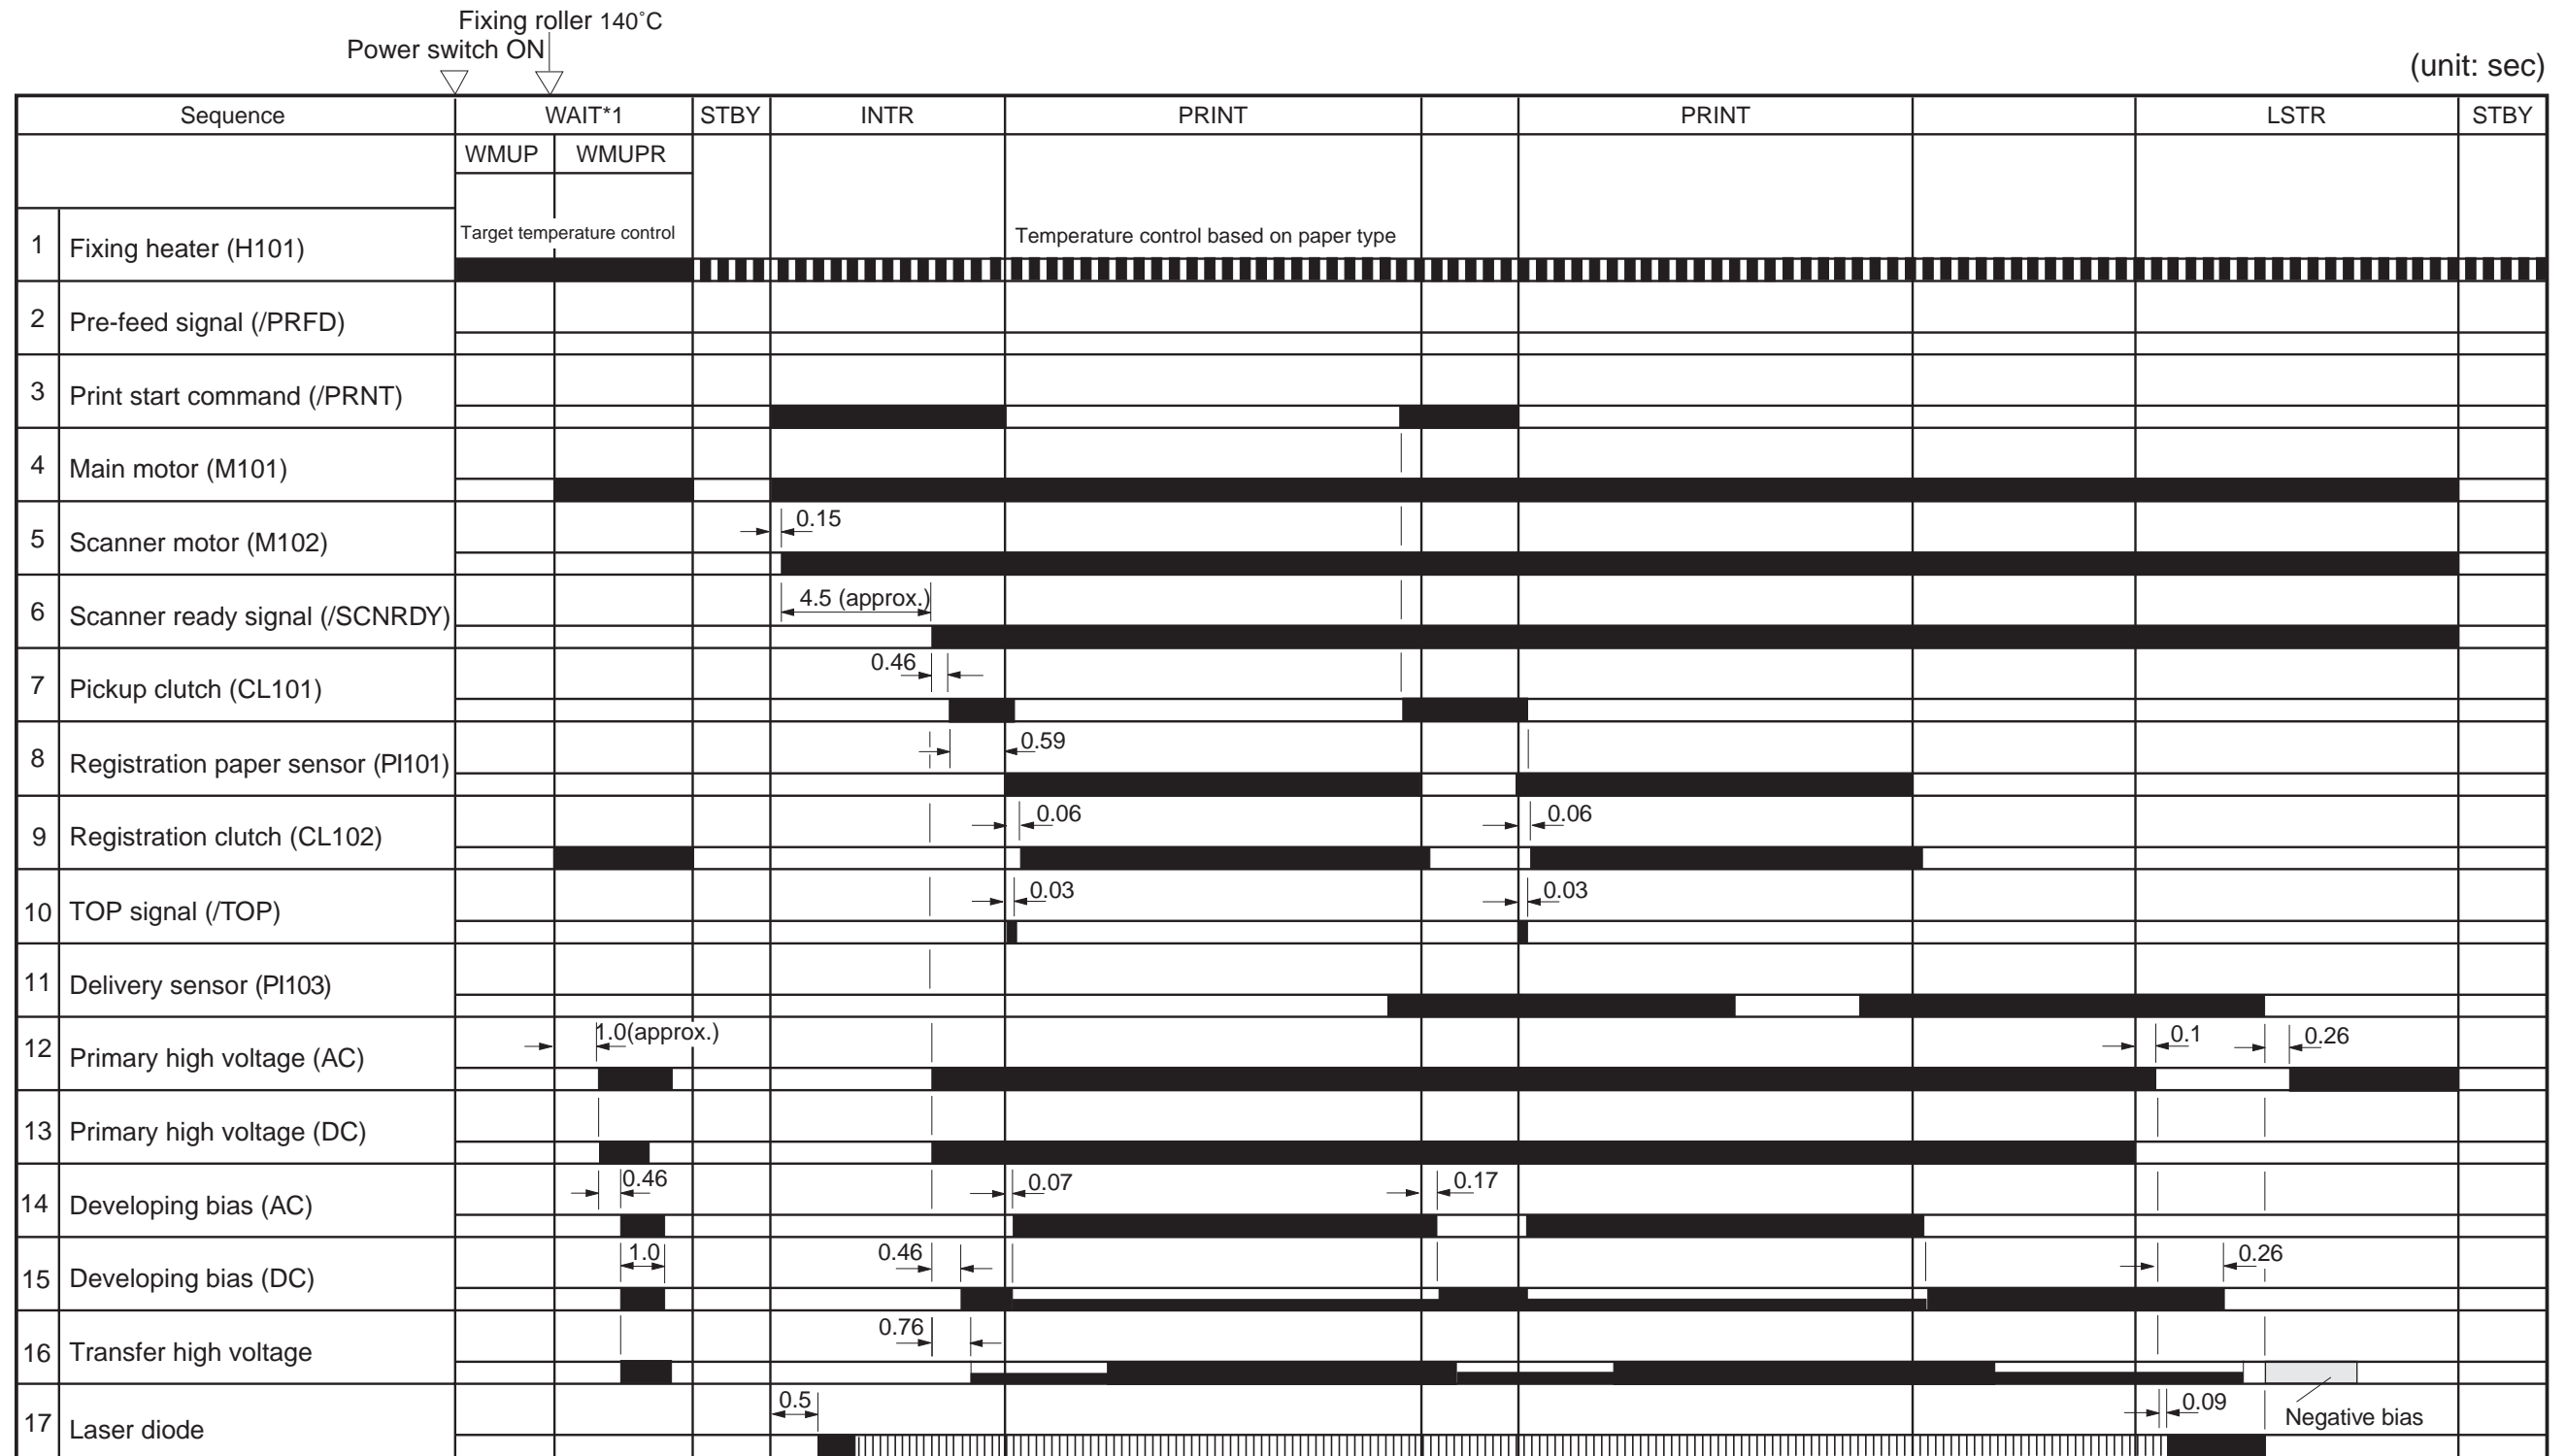 Fixing roller 140˚C
Power switch ON
(unit: sec)
Sequence WAIT*1 STBY INTR PRINT PRINT LSTR STBY
WMUP WMUPR
1 Fixing heater (H101) Target temperature control Temperature control based on paper type
2 Pre-feed signal (/PRFD)
3 Print start command (/PRNT)
4 Main motor (M101)
5 Scanner motor (M102) 0.15
6 Scanner ready signal (/SCNRDY) 4.5 (approx.)
7 Pickup clutch (CL101) 0.46
8 Registration paper sensor (PI101) 0.59
9 Registration clutch (CL102) 0.06 0.06
10 TOP signal (/TOP) 0.03 0.03
11 Delivery sensor (PI103)
12 Primary high voltage (AC) 1.0(approx.) 0.1 0.26
13 Primary high voltage (DC)
14 Developing bias (AC) 0.46 0.07 0.17
15 Developing bias (DC) 1.0 0.46 0.26
16 Transfer high voltage 0.76
17 Laser diode 0.5 0.09 Negative bias